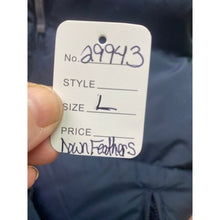 No. 29943
STYLE
SIZE L
PRICE
Down Feathers